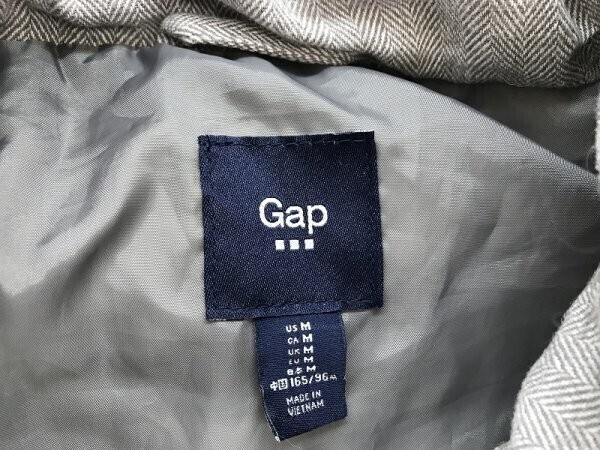 Gap
US M
CA M
UK M
EU M
日本 M
中国 165/96A
MADE IN
VIETNAM